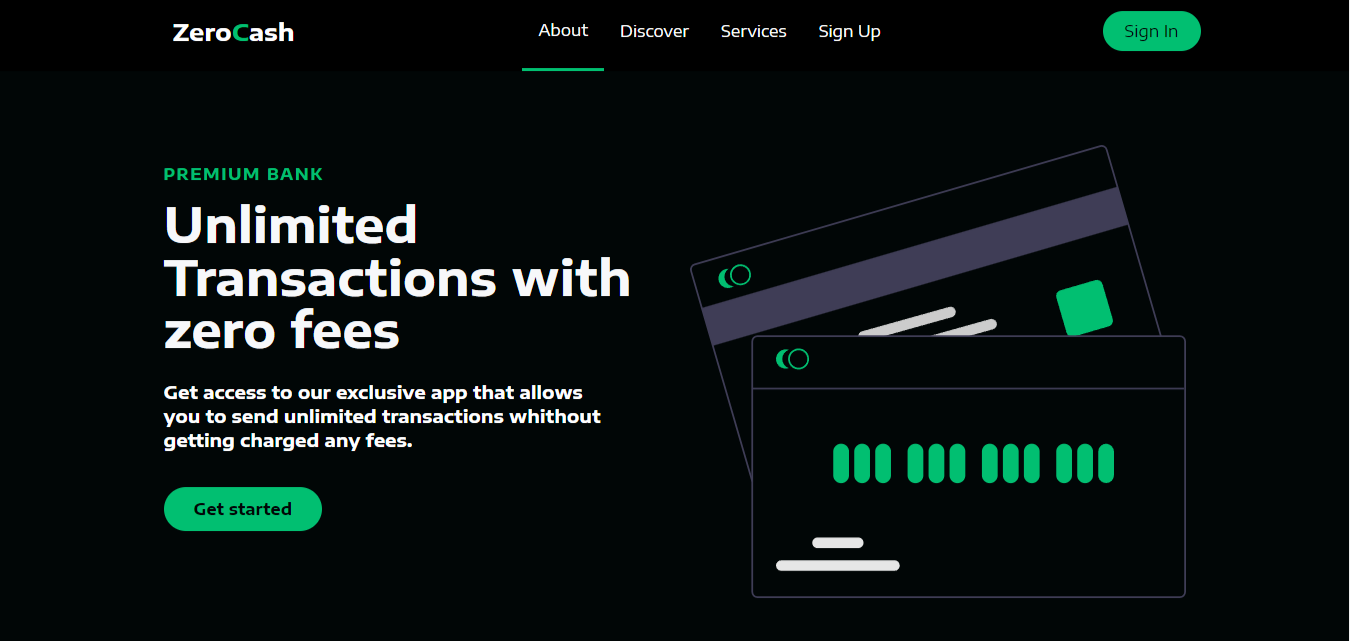 ZeroCash
About
Discover
Services
Sign Up
Sign In
PREMIUM BANK
Unlimited
Transactions with
zero fees
Get access to our exclusive app that allows
you to send unlimited transactions whithout
getting charged any fees.
Get started